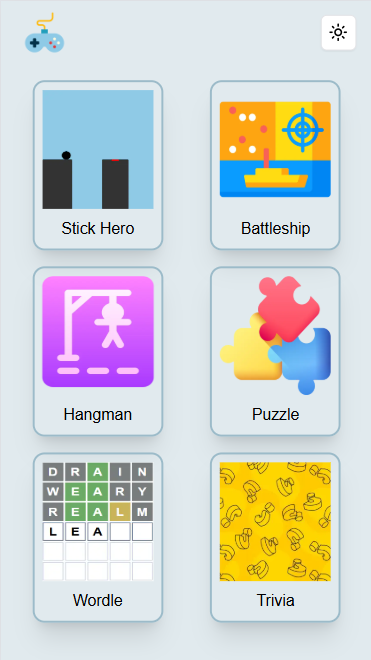 Stick Hero
Battleship
Hangman
Puzzle
D R A I N
W E A R Y
R E A L M
L E A
Wordle
Trivia